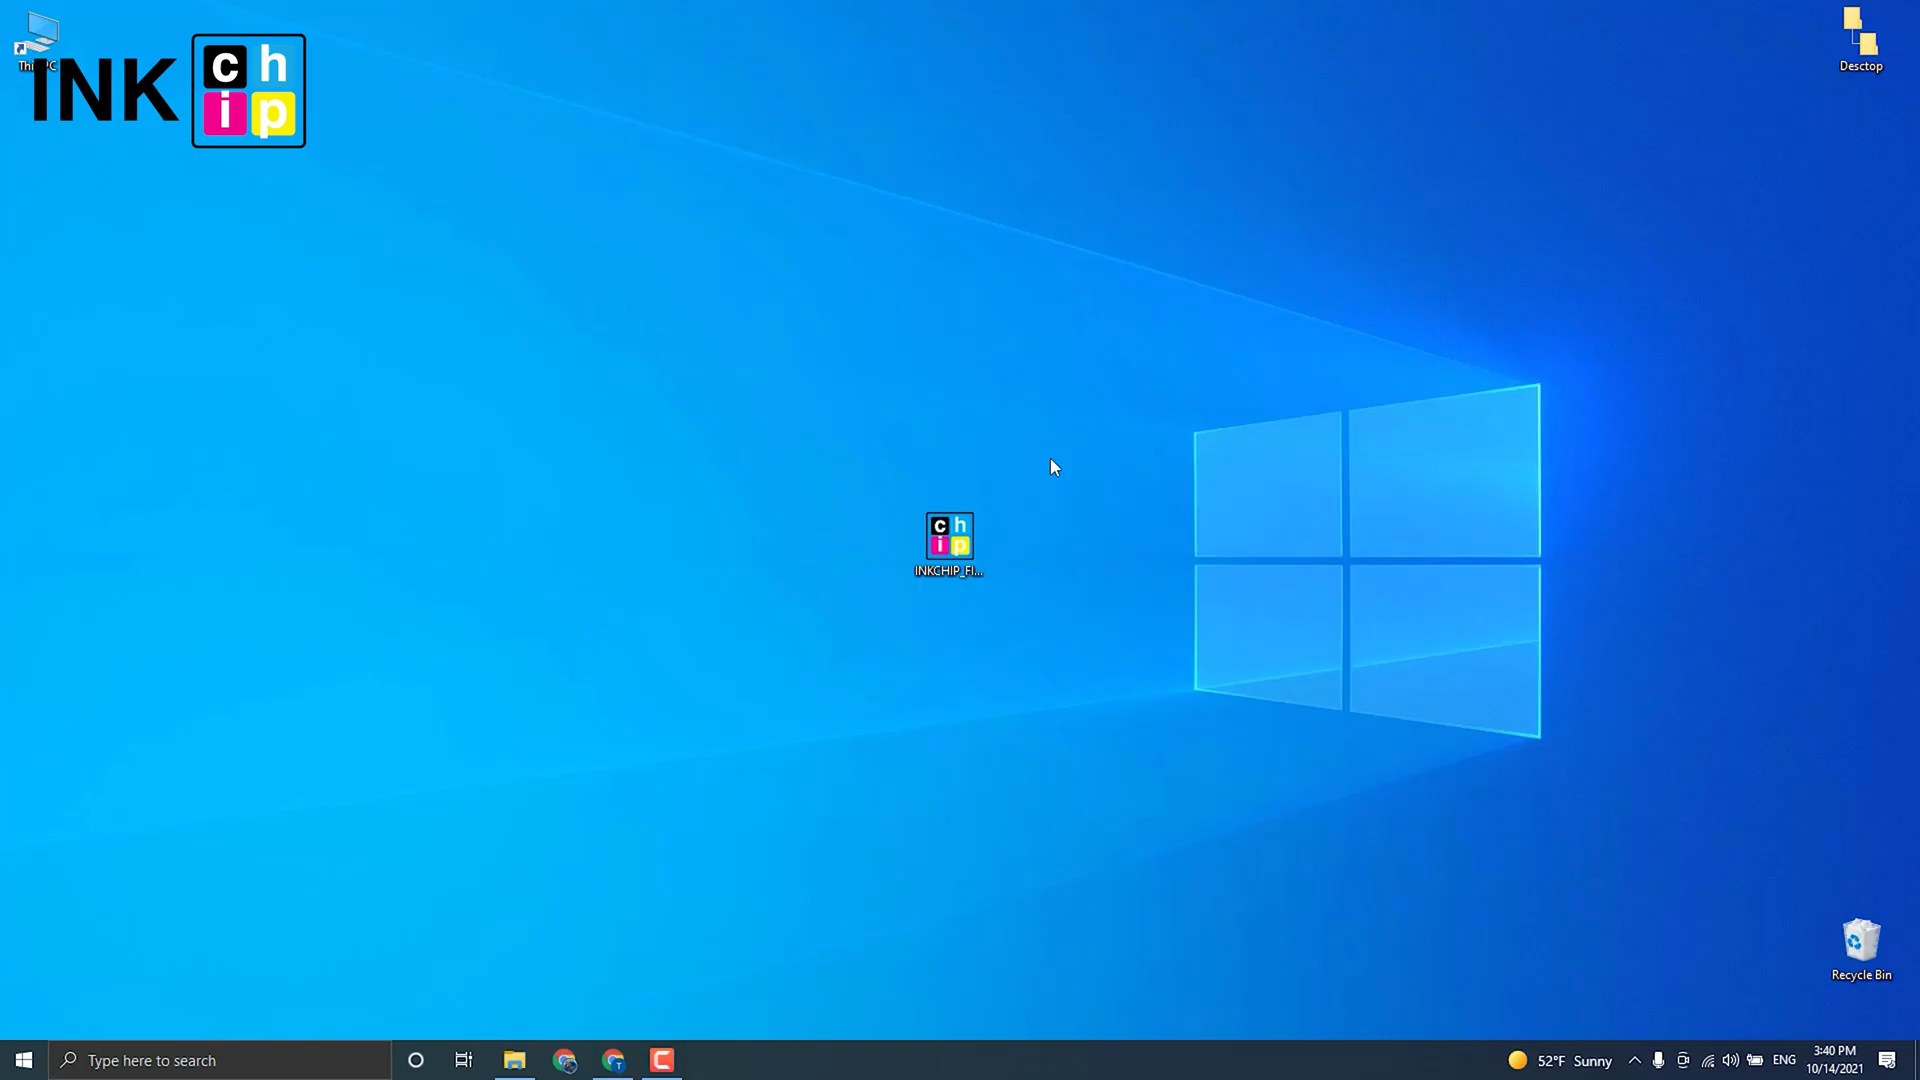 Desctop
INK
c h
i p
c h
i p
INKCHIP_FI...
Recycle Bin
Type here to search
52°F Sunny
ENG
3:40 PM
10/14/2021